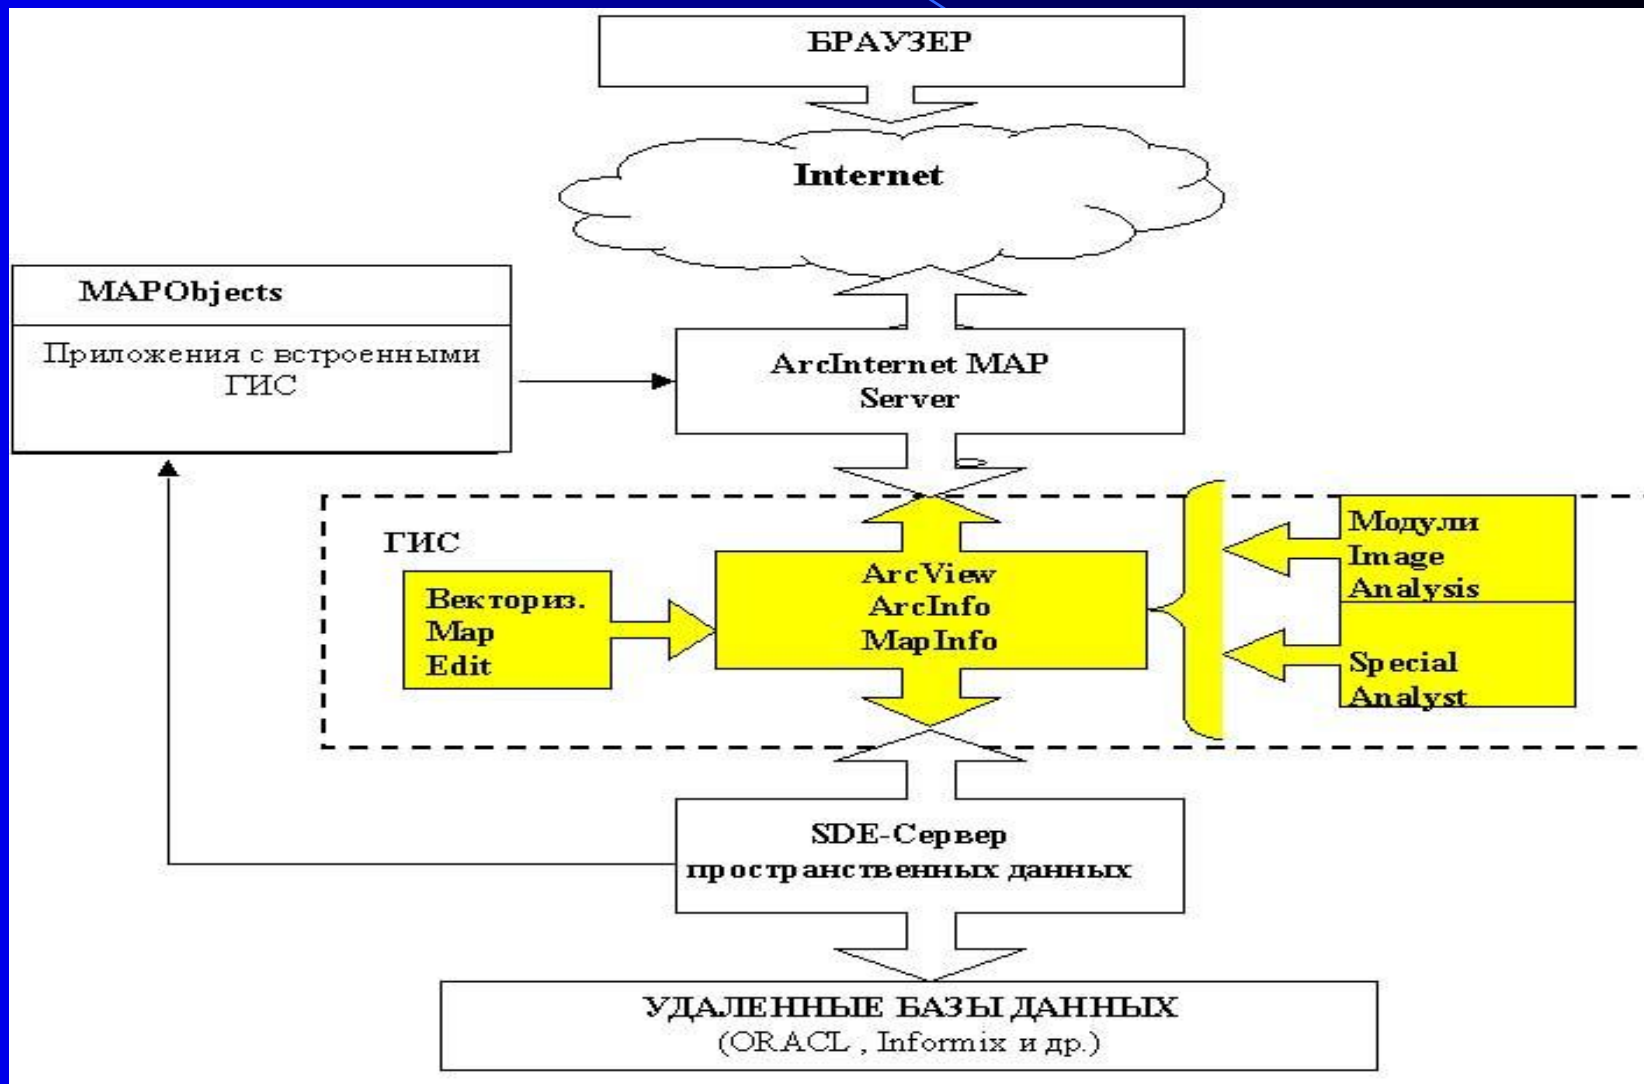 БРАУЗЕР
Internet
MAPObjects
Приложения с встроенными
ГИС
ArcInternet MAP
Server
ГИС
Векториз.
Map
Edit
ArcView
ArcInfo
MapInfo
Модули
Image
Analysis
Special
Analyst
SDE-Сервер
пространственных данных
УДАЛЕННЫЕ БАЗЫ ДАННЫХ
(ORACL , Informix и др.)